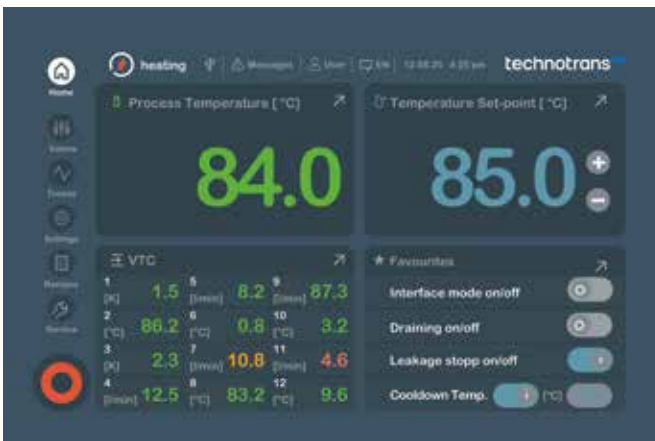 heating Messages User EN technotrans
Home
Process Temperature [°C]
84.0
Temperature Set-point [°C]
85.0
Trends
Settings
Service
VTC
1 [K] 1.5 5 [l/min] 8.2 9 [l/min] 87.3
2 [°C] 86.2 6 [°C] 0.8 10 [°C] 3.2
3 [K] 2.3 7 [l/min] 10.8 11 [l/min] 4.6
4 [l/min] 12.5 8 [°C] 83.2 12 [°C] 9.6
Favourites
Interface mode on/off
Draining on/off
Leakage stopp on/off
Cooldown Temp. [°C]